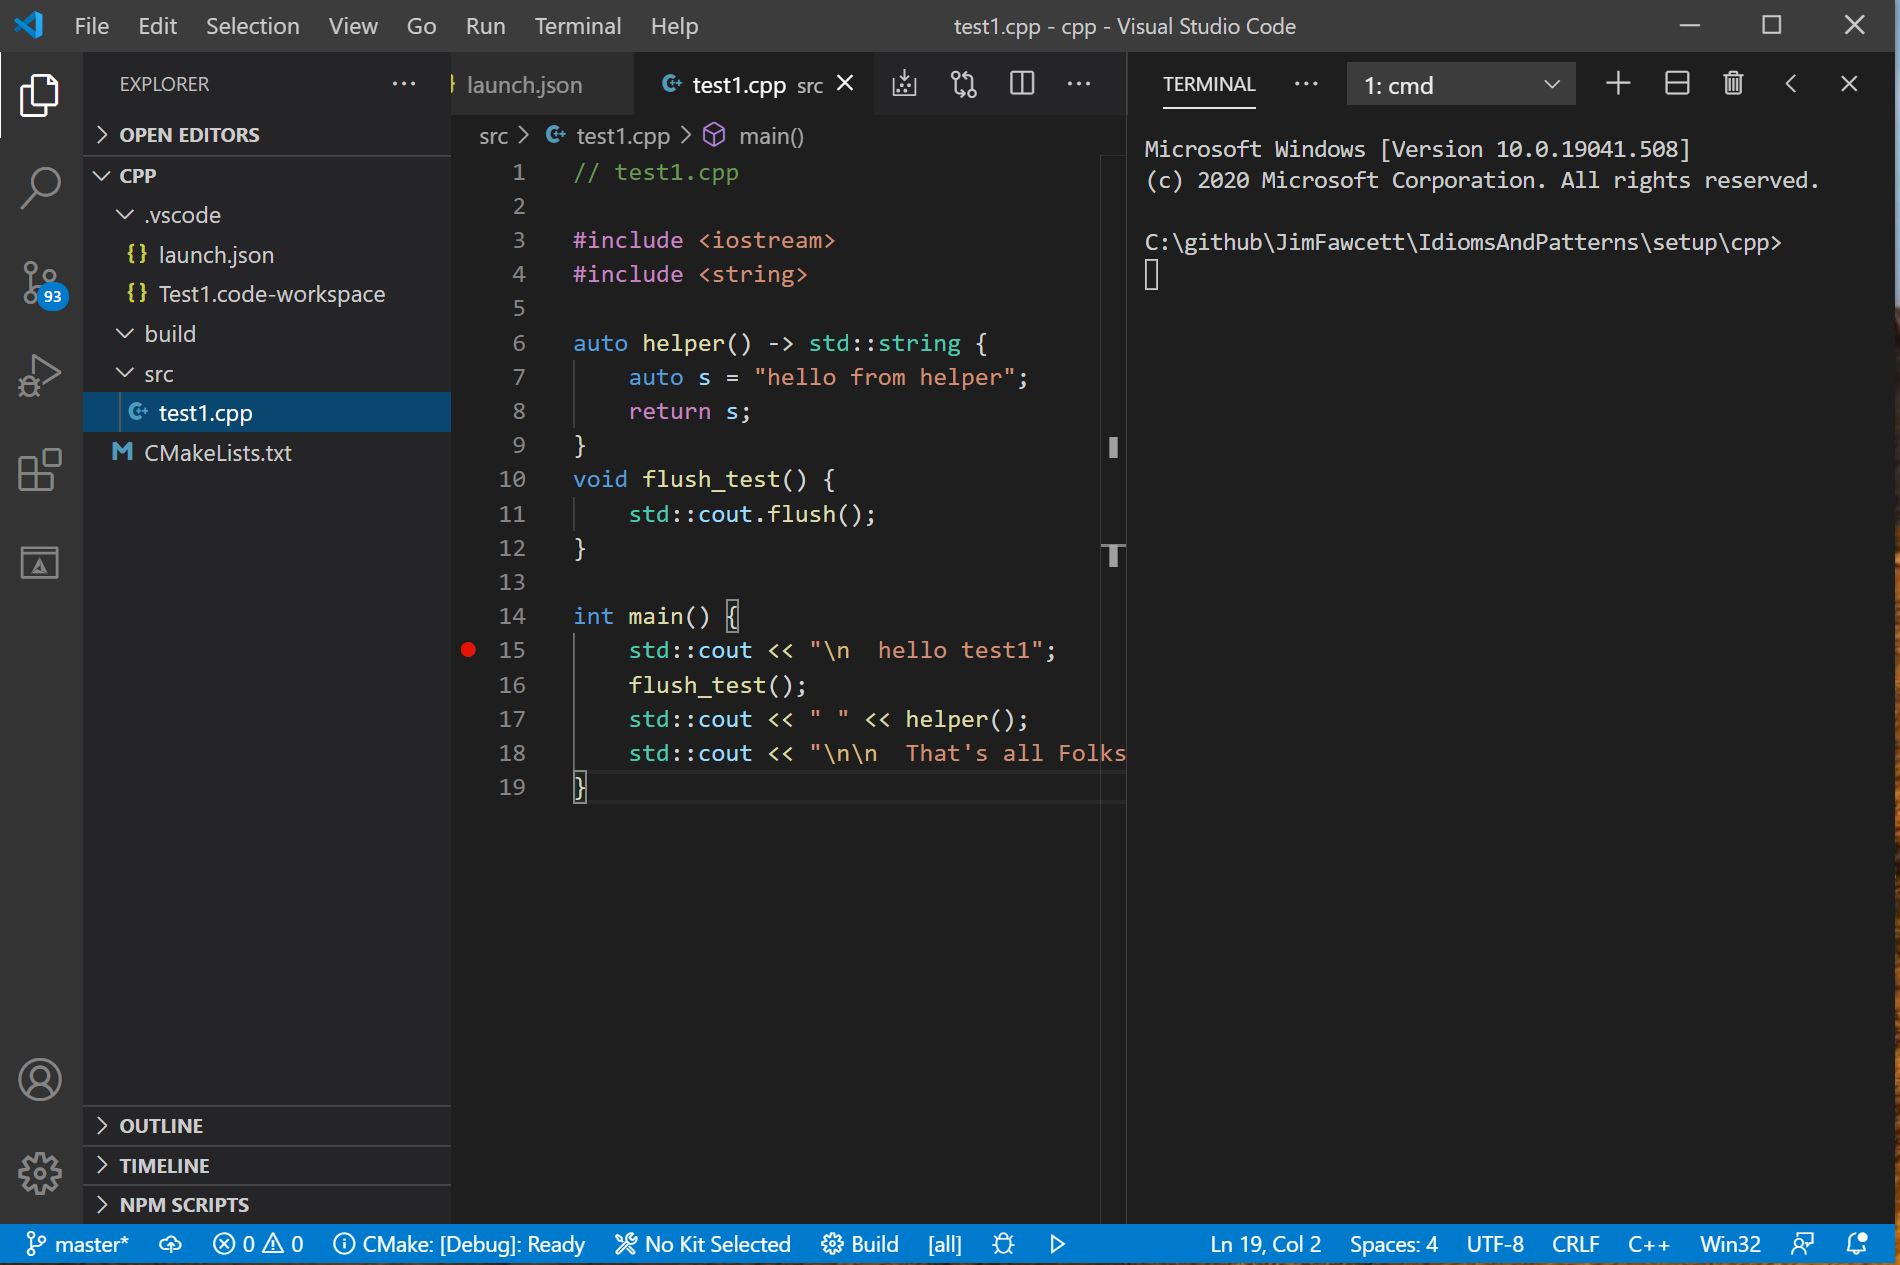 File Edit Selection View Go Run Terminal Help
test1.cpp - cpp - Visual Studio Code
EXPLORER
OPEN EDITORS
CPP
.vscode
{} launch.json
{} Test1.code-workspace
build
src
test1.cpp
M CMakeLists.txt
93
OUTLINE
TIMELINE
NPM SCRIPTS
launch.json
test1.cpp src
src > test1.cpp > main()
1 // test1.cpp
2
3 #include <iostream>
4 #include <string>
5
6 auto helper() -> std::string {
7     auto s = "hello from helper";
8     return s;
9 }
10 void flush_test() {
11     std::cout.flush();
12 }
13
14 int main() {
15     std::cout << "\n  hello test1";
16     flush_test();
17     std::cout << " " << helper();
18     std::cout << "\n\n  That's all Folks
19 }
TERMINAL
1: cmd
Microsoft Windows [Version 10.0.19041.508]
(c) 2020 Microsoft Corporation. All rights reserved.
C:\github\JimFawcett\IdiomsAndPatterns\setup\cpp>
master* 0 0 CMake: [Debug]: Ready No Kit Selected Build [all] Ln 19, Col 2 Spaces: 4 UTF-8 CRLF C++ Win32